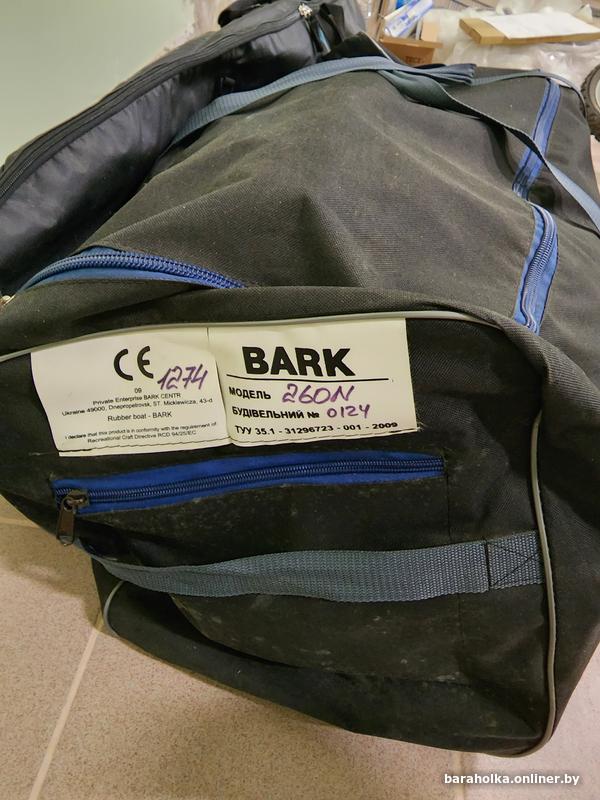 CE 1274
09
Private Enterprise BARK CENTR
Ukraine 49000, Dnepropetrovsk, ST. Mickiewicza, 43-d
Rubber boat - BARK
I declare that this product is in conformity with the requirement of
Recreational Craft Directive RCD 94/25/EC
BARK
МОДЕЛЬ 260N
БУДІВЕЛЬНИЙ № 0124
ТУУ 35.1 - 31296723 - 001 - 2009
baraholka.onliner.by